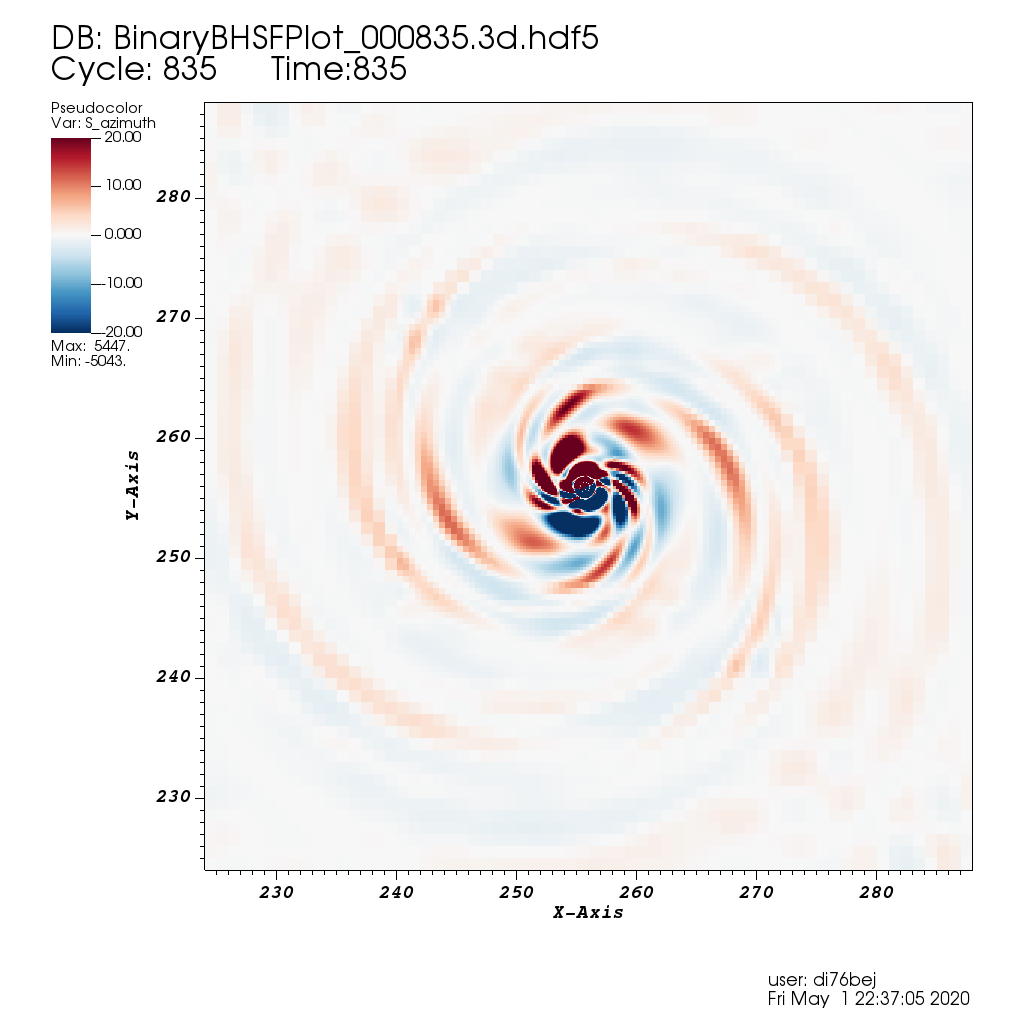 DB: BinaryBHSFPlot_000835.3d.hdf5
Cycle: 835 Time:835
Pseudocolor
Var: S_azimuth
20.00
10.00
0.000
-10.00
-20.00
Max: 5447.
Min: -5043.
280
270
260
250
240
230
Y-Axis
230 240 250 260 270 280
X-Axis
user: di76bej
Fri May 1 22:37:05 2020